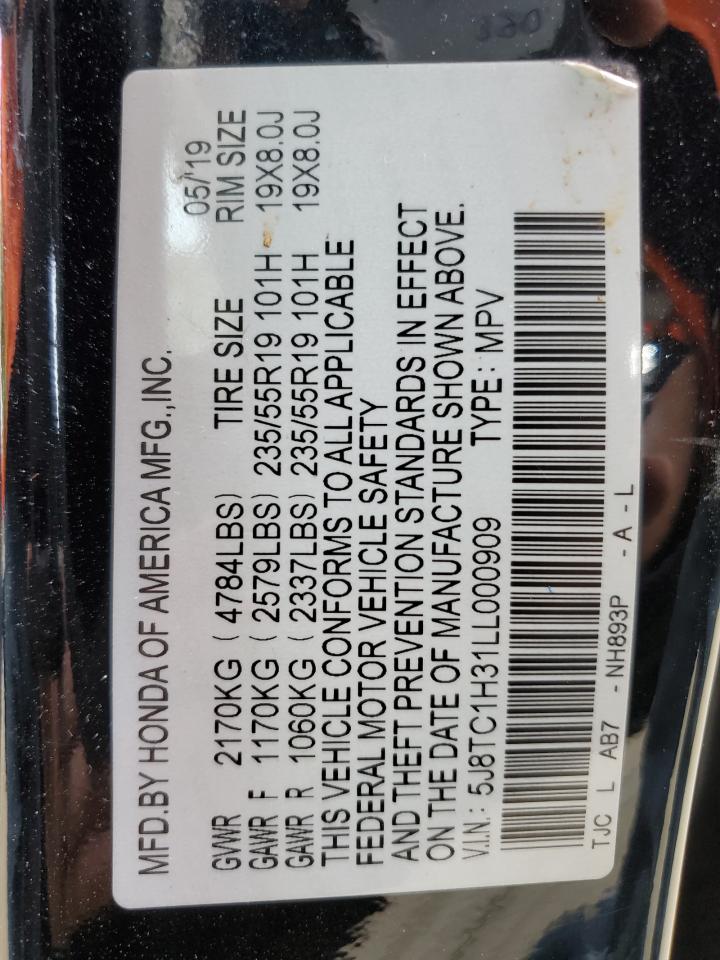 MFD.BY HONDA OF AMERICA MFG.,INC. 05/'19
GVWR 2170KG ( 4784LBS) TIRE SIZE RIM SIZE
GAWR F 1170KG ( 2579LBS) 235/55R19 101H 19X8.0J
GAWR R 1060KG ( 2337LBS) 235/55R19 101H 19X8.0J
THIS VEHICLE CONFORMS TO ALL APPLICABLE
FEDERAL MOTOR VEHICLE SAFETY
AND THEFT PREVENTION STANDARDS IN EFFECT
ON THE DATE OF MANUFACTURE SHOWN ABOVE.
V.I.N.: 5J8TC1H31LL000909 TYPE: MPV
TJC L AB7 - NH893P - A - L